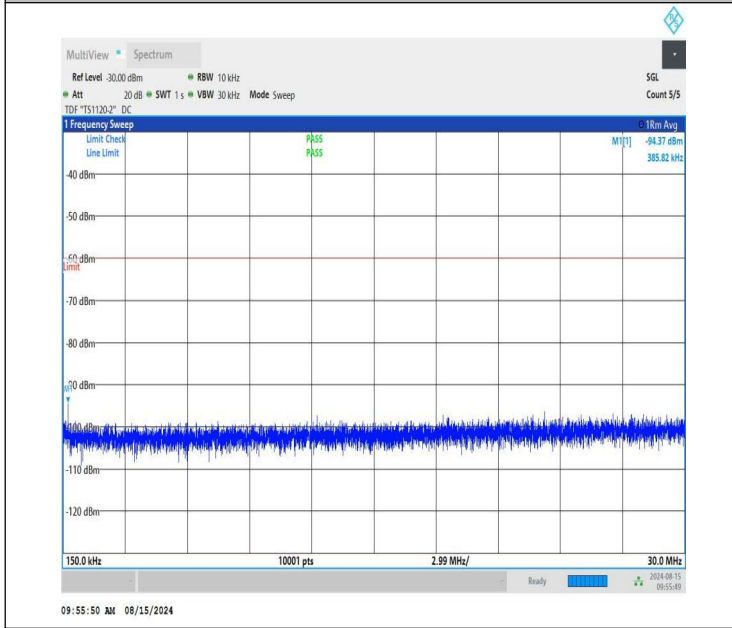 R&S
MultiView Spectrum
Ref Level -30.00 dBm RBW 10 kHz SGL
Att 20 dB SWT 1 s VBW 30 kHz Mode Sweep Count 5/5
TDF "TS1120-2" DC
1 Frequency Sweep 1Rm Avg
Limit Check PASS M1[1] -94.37 dBm
Line Limit PASS 385.82 kHz
-40 dBm
-50 dBm
-60 dBm
Limit
-70 dBm
-80 dBm
-90 dBm
M1
-100 dBm
-110 dBm
-120 dBm
150.0 kHz 10001 pts 2.99 MHz/ 30.0 MHz
Ready 2024-08-15
09:55:49
09:55:50 AM 08/15/2024